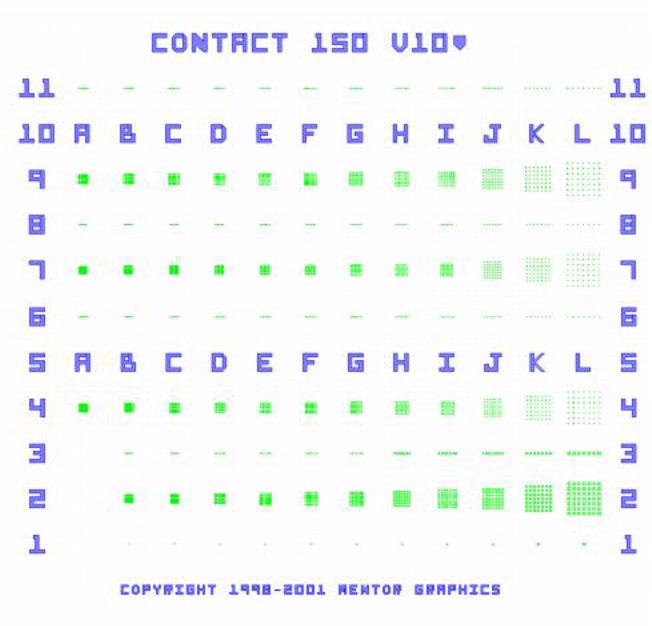 CONTACT 150 V10
11 11
10 A B C D E F G H I J K L 10
9 9
8 8
7 7
6 6
5 A B C D E F G H I J K L 5
4 4
3 3
2 2
1 1
COPYRIGHT 1998-2001 MENTOR GRAPHICS